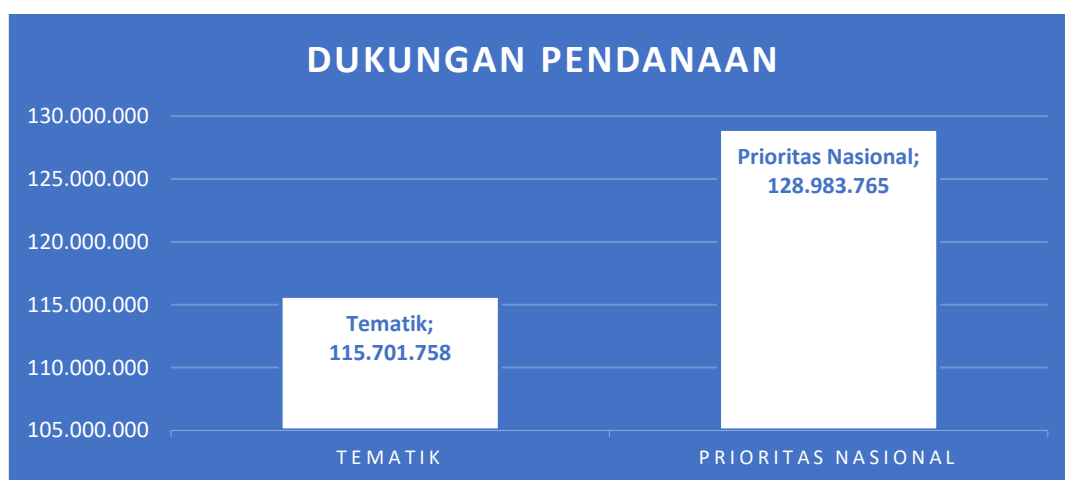 DUKUNGAN PENDANAAN
130.000.000
125.000.000
120.000.000
115.000.000
110.000.000
105.000.000
Tematik;
115.701.758
Prioritas Nasional;
128.983.765
TEMATIK
PRIORITAS NASIONAL